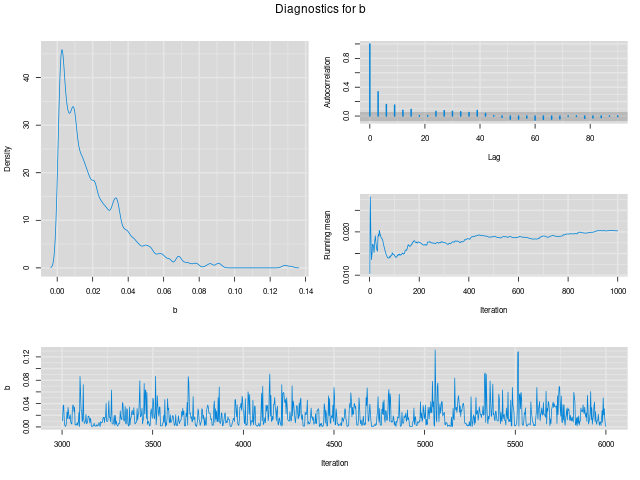 Diagnostics for b
Density
0 10 20 30 40
0.00 0.02 0.04 0.06 0.08 0.10 0.12 0.14
b
Autocorrelation
0.0 0.4 0.8
0 20 40 60 80
Lag
Running mean
0.010 0.020
0 200 400 600 800 1000
Iteration
b
0.00 0.04 0.08 0.12
3000 3500 4000 4500 5000 5500 6000
Iteration